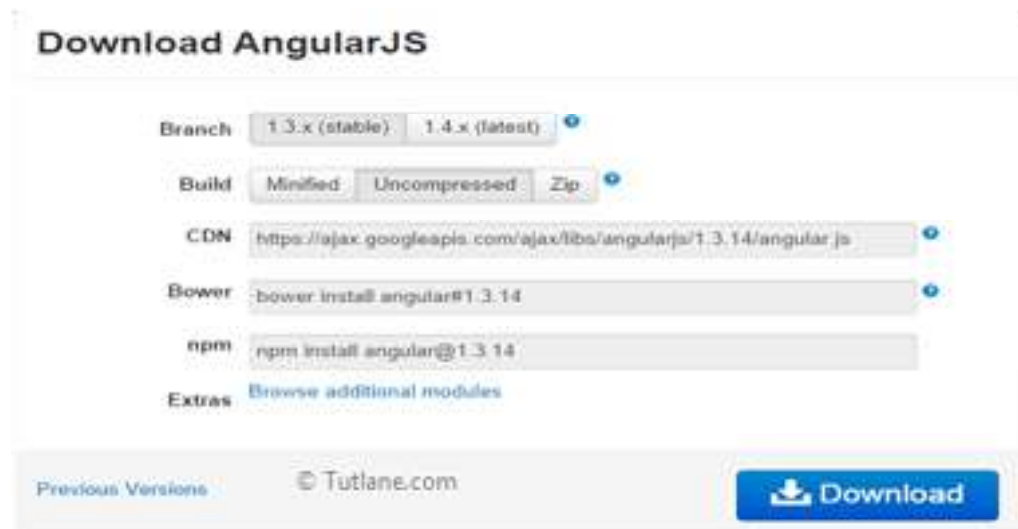 Download AngularJS
Branch 1.3.x (stable) 1.4.x (latest)
Build Minified Uncompressed Zip
CDN https://ajax.googleapis.com/ajax/libs/angularjs/1.3.14/angular.js
Bower bower install angular#1.3.14
npm npm install angular@1.3.14
Extras Browse additional modules
Previous Versions © Tutlane.com Download